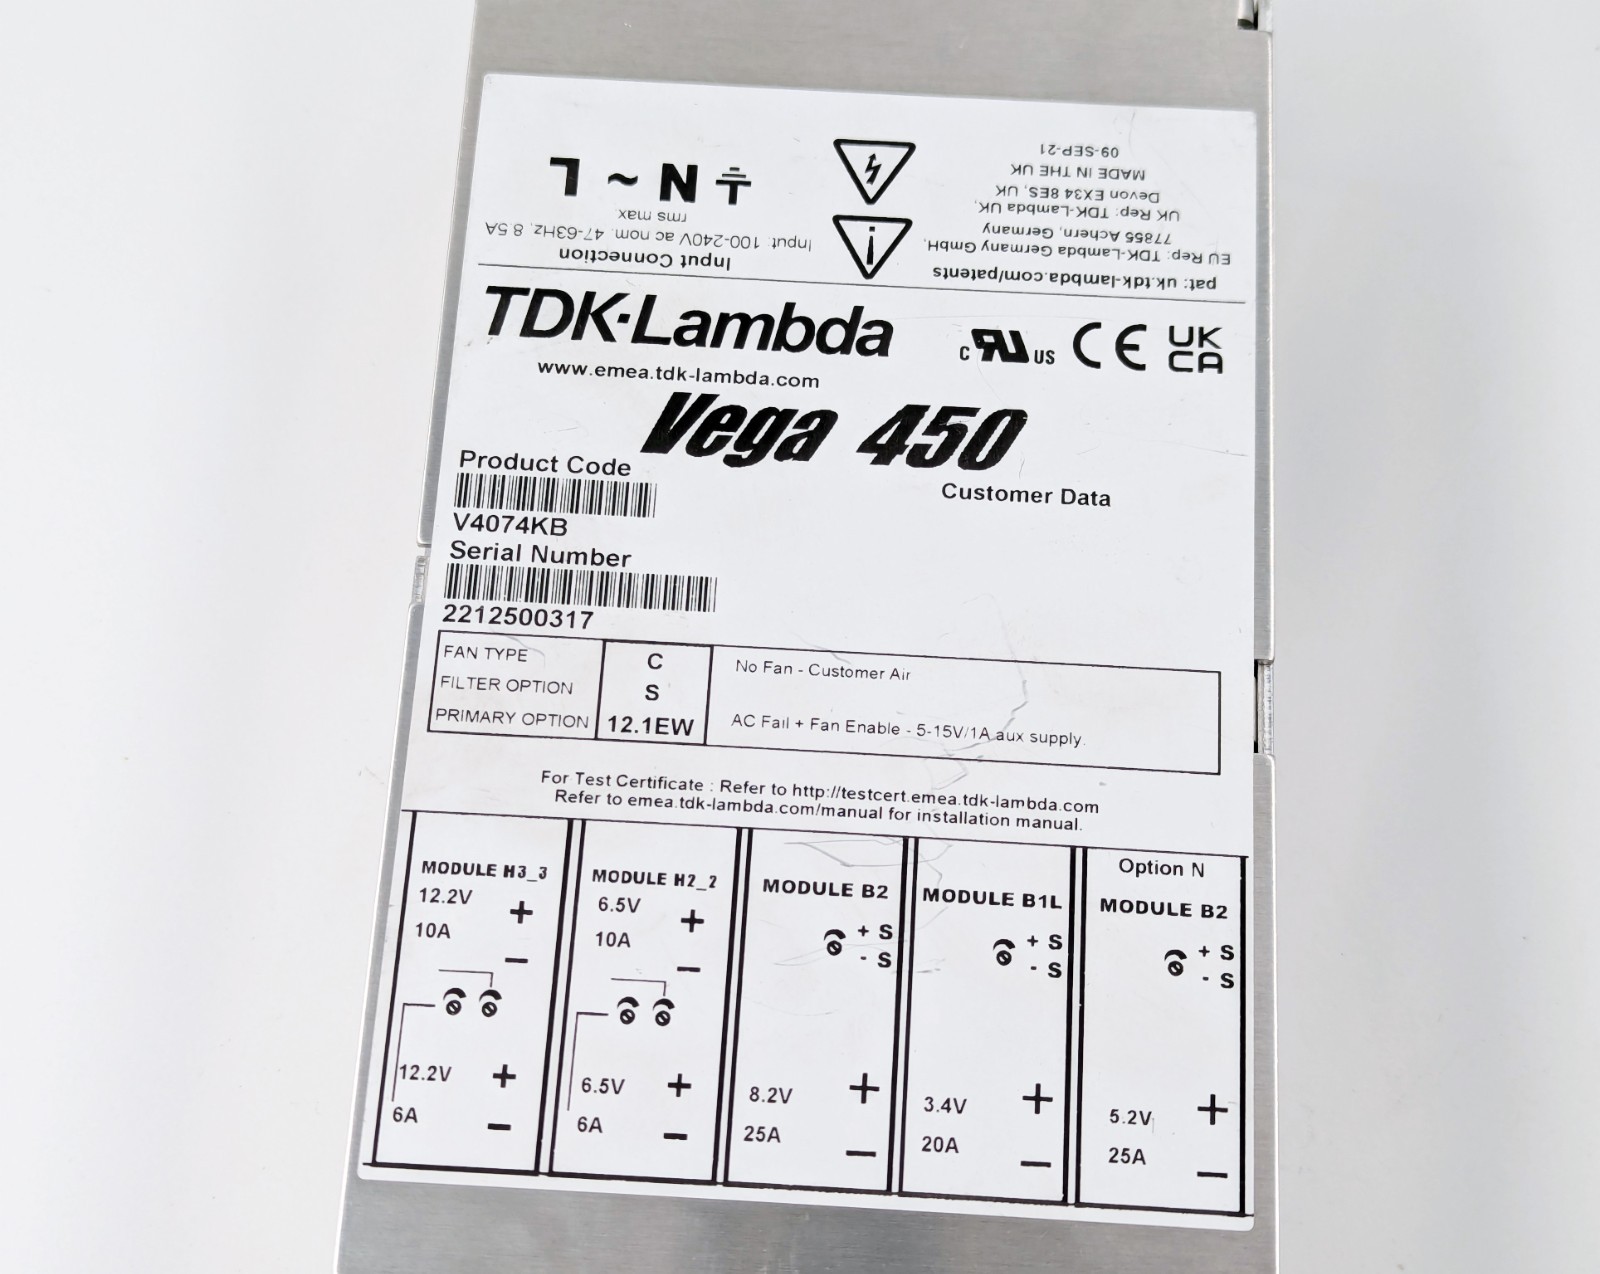 09-SEP-21
MADE IN THE UK
Devon EX34 8ES, UK
UK Rep: TDK-Lambda UK,
77855 Achern, Germany
EU Rep: TDK-Lambda Germany GmbH,
pat: uk.tdk-lambda.com/patents
L ~ N
rms max
Input: 100-240V ac nom. 47-63Hz, 8.5A
Input Connection
TDK-Lambda
www.emea.tdk-lambda.com
c RU US CE UK CA
Vega 450
Product Code
V4074KB
Customer Data
Serial Number
2212500317
FAN TYPE C No Fan - Customer Air
FILTER OPTION S
PRIMARY OPTION 12.1EW AC Fail + Fan Enable - 5-15V/1A aux supply.
For Test Certificate : Refer to http://testcert.emea.tdk-lambda.com
Refer to emea.tdk-lambda.com/manual for installation manual.
MODULE H3_3
12.2V +
10A -
12.2V +
6A -
MODULE H2_2
6.5V +
10A -
6.5V +
6A -
MODULE B2
+ S
- S
8.2V +
25A -
MODULE B1L
+ S
- S
3.4V +
20A -
Option N
MODULE B2
+ S
- S
5.2V +
25A -